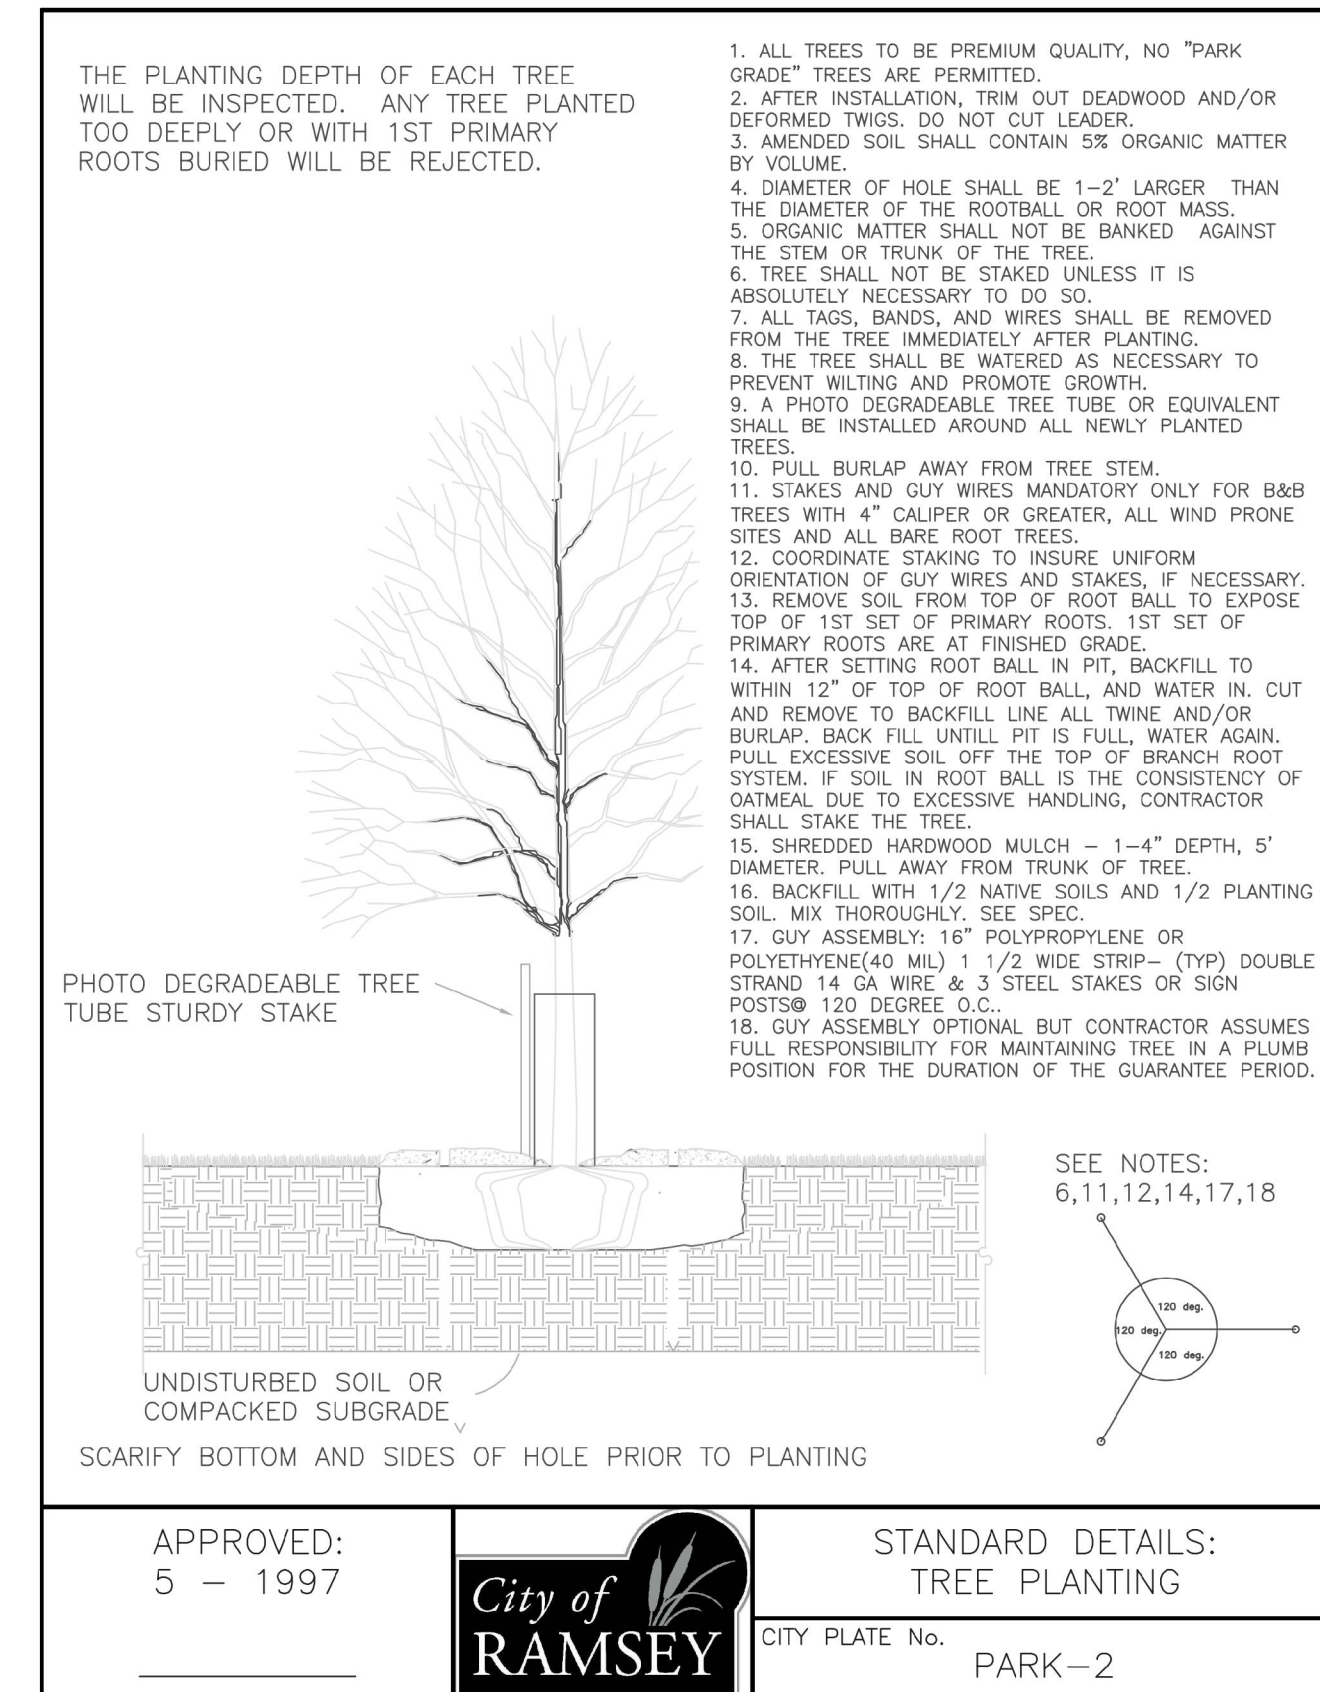 THE PLANTING DEPTH OF EACH TREE
WILL BE INSPECTED. ANY TREE PLANTED
TOO DEEPLY OR WITH 1ST PRIMARY
ROOTS BURIED WILL BE REJECTED.
1. ALL TREES TO BE PREMIUM QUALITY, NO "PARK
GRADE" TREES ARE PERMITTED.
2. AFTER INSTALLATION, TRIM OUT DEADWOOD AND/OR
DEFORMED TWIGS. DO NOT CUT LEADER.
3. AMENDED SOIL SHALL CONTAIN 5% ORGANIC MATTER
BY VOLUME.
4. DIAMETER OF HOLE SHALL BE 1-2' LARGER THAN
THE DIAMETER OF THE ROOTBALL OR ROOT MASS.
5. ORGANIC MATTER SHALL NOT BE BANKED AGAINST
THE STEM OR TRUNK OF THE TREE.
6. TREE SHALL NOT BE STAKED UNLESS IT IS
ABSOLUTELY NECESSARY TO DO SO.
7. ALL TAGS, BANDS, AND WIRES SHALL BE REMOVED
FROM THE TREE IMMEDIATELY AFTER PLANTING.
8. THE TREE SHALL BE WATERED AS NECESSARY TO
PREVENT WILTING AND PROMOTE GROWTH.
9. A PHOTO DEGRADEABLE TREE TUBE OR EQUIVALENT
SHALL BE INSTALLED AROUND ALL NEWLY PLANTED
TREES.
10. PULL BURLAP AWAY FROM TREE STEM.
11. STAKES AND GUY WIRES MANDATORY ONLY FOR B&B
TREES WITH 4" CALIPER OR GREATER, ALL WIND PRONE
SITES AND ALL BARE ROOT TREES.
12. COORDINATE STAKING TO INSURE UNIFORM
ORIENTATION OF GUY WIRES AND STAKES, IF NECESSARY.
13. REMOVE SOIL FROM TOP OF ROOT BALL TO EXPOSE
TOP OF 1ST SET OF PRIMARY ROOTS. 1ST SET OF
PRIMARY ROOTS ARE AT FINISHED GRADE.
14. AFTER SETTING ROOT BALL IN PIT, BACKFILL TO
WITHIN 12" OF TOP OF ROOT BALL, AND WATER IN. CUT
AND REMOVE TO BACKFILL LINE ALL TWINE AND/OR
BURLAP. BACK FILL UNTILL PIT IS FULL, WATER AGAIN.
PULL EXCESSIVE SOIL OFF THE TOP OF BRANCH ROOT
SYSTEM. IF SOIL IN ROOT BALL IS THE CONSISTENCY OF
OATMEAL DUE TO EXCESSIVE HANDLING, CONTRACTOR
SHALL STAKE THE TREE.
15. SHREDDED HARDWOOD MULCH - 1-4" DEPTH, 5'
DIAMETER. PULL AWAY FROM TRUNK OF TREE.
16. BACKFILL WITH 1/2 NATIVE SOILS AND 1/2 PLANTING
SOIL. MIX THOROUGHLY. SEE SPEC.
17. GUY ASSEMBLY: 16" POLYPROPYLENE OR
POLYETHYENE(40 MIL) 1 1/2 WIDE STRIP- (TYP) DOUBLE
STRAND 14 GA WIRE & 3 STEEL STAKES OR SIGN
POSTS@ 120 DEGREE O.C..
18. GUY ASSEMBLY OPTIONAL BUT CONTRACTOR ASSUMES
FULL RESPONSIBILITY FOR MAINTAINING TREE IN A PLUMB
POSITION FOR THE DURATION OF THE GUARANTEE PERIOD.
PHOTO DEGRADEABLE TREE
TUBE STURDY STAKE
SEE NOTES:
6,11,12,14,17,18
120 deg.
120 deg.
120 deg.
UNDISTURBED SOIL OR
COMPACKED SUBGRADE
SCARIFY BOTTOM AND SIDES OF HOLE PRIOR TO PLANTING
APPROVED:
5 - 1997
City of
RAMSEY
STANDARD DETAILS:
TREE PLANTING
CITY PLATE No.
PARK-2